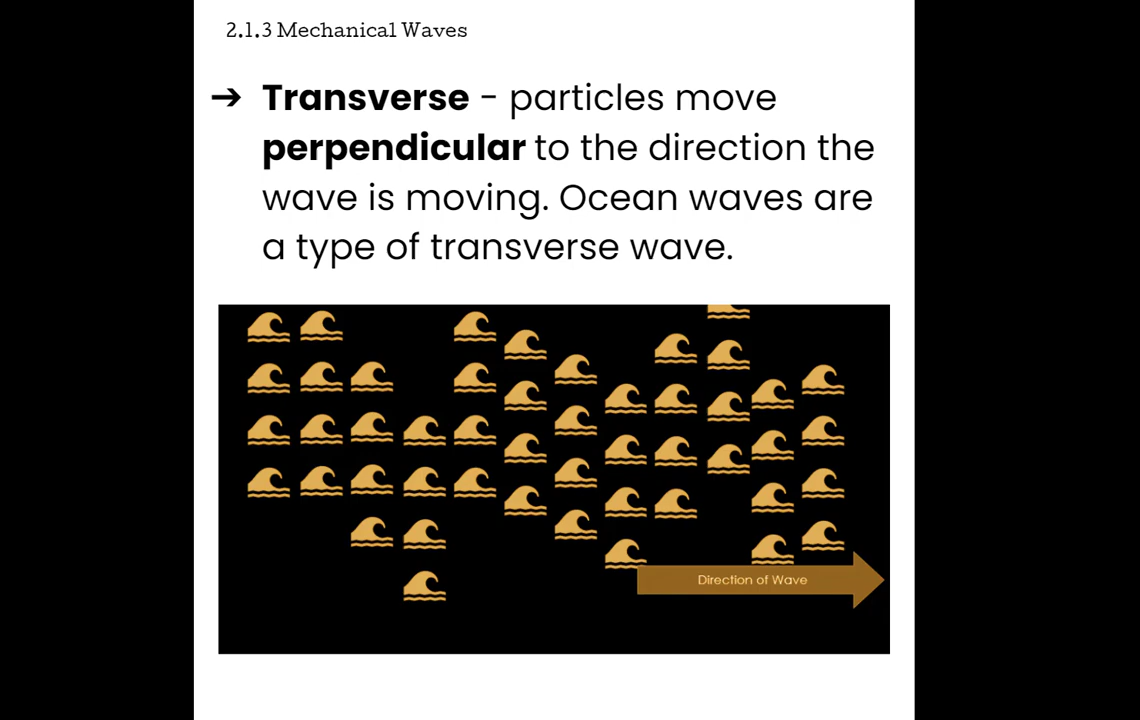 2.1.3 Mechanical Waves
➔ Transverse - particles move
perpendicular to the direction the
wave is moving. Ocean waves are
a type of transverse wave.
Direction of Wave